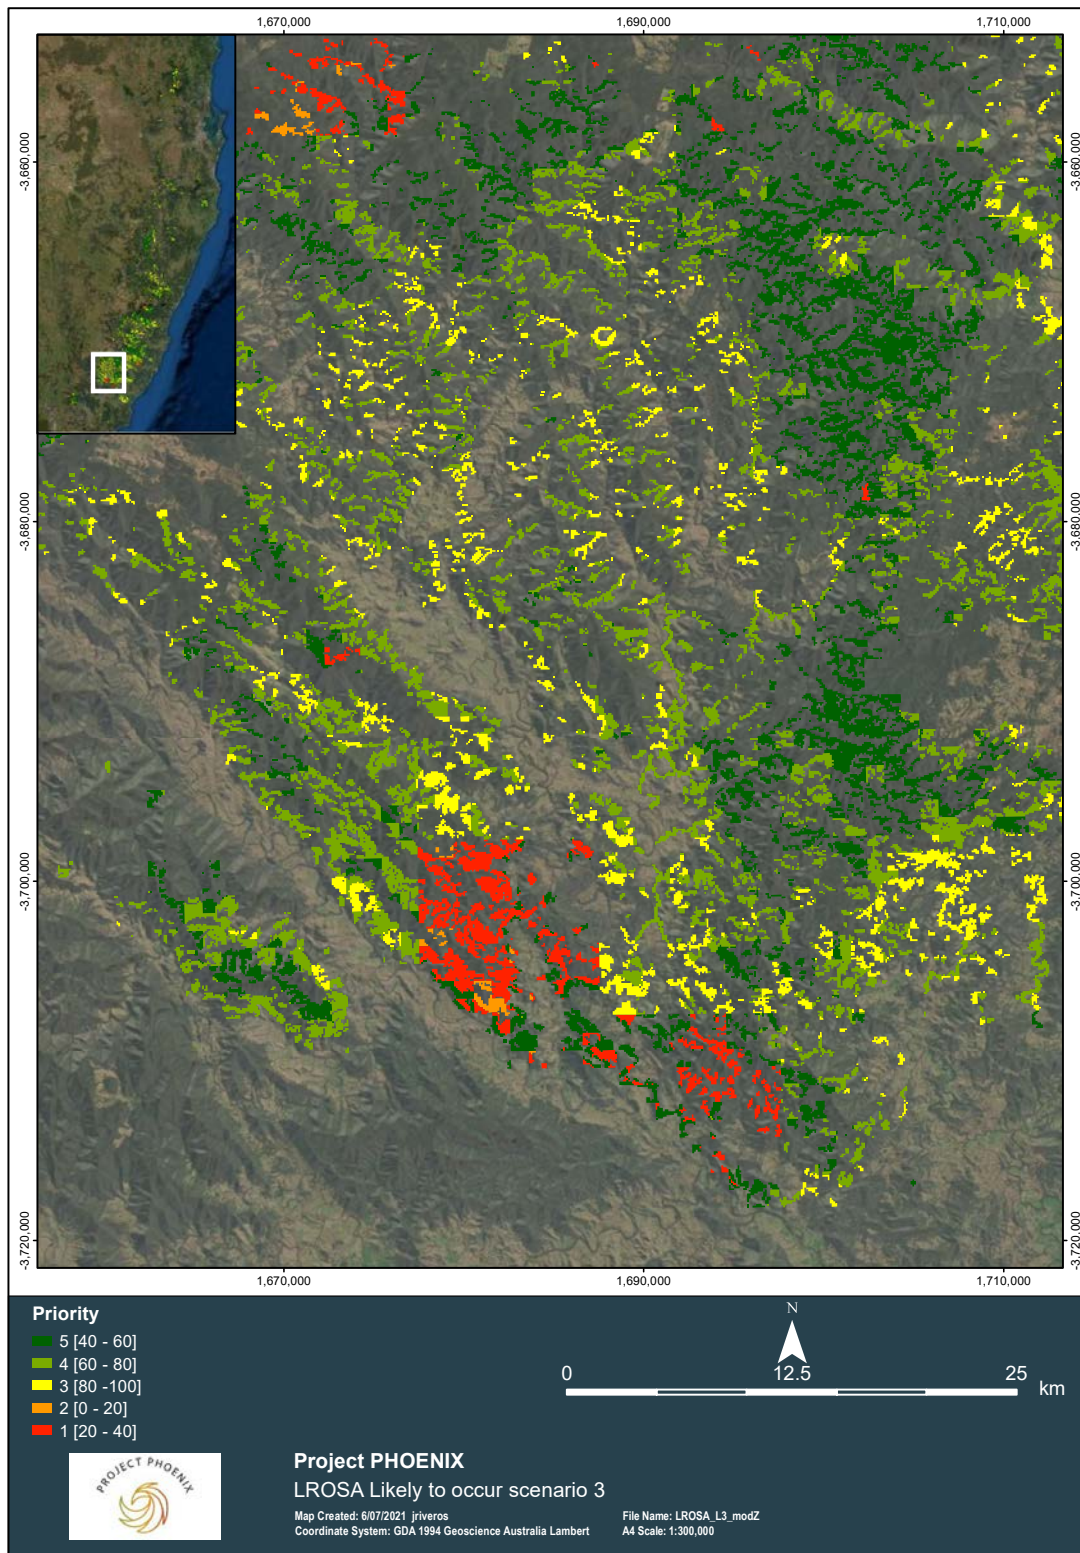 1,670,000
1,690,000
1,710,000
-3,660,000
-3,660,000
-3,680,000
-3,680,000
-3,700,000
-3,700,000
-3,720,000
-3,720,000
1,670,000
1,690,000
1,710,000
Priority
5 [40 - 60]
4 [60 - 80]
3 [80 -100]
2 [0 - 20]
1 [20 - 40]
N
0
12.5
25
km
PROJECT PHOENIX
Project PHOENIX
LROSA Likely to occur scenario 3
Map Created: 6/07/2021 jriveros
File Name: LROSA_L3_modZ
Coordinate System: GDA 1994 Geoscience Australia Lambert
A4 Scale: 1:300,000